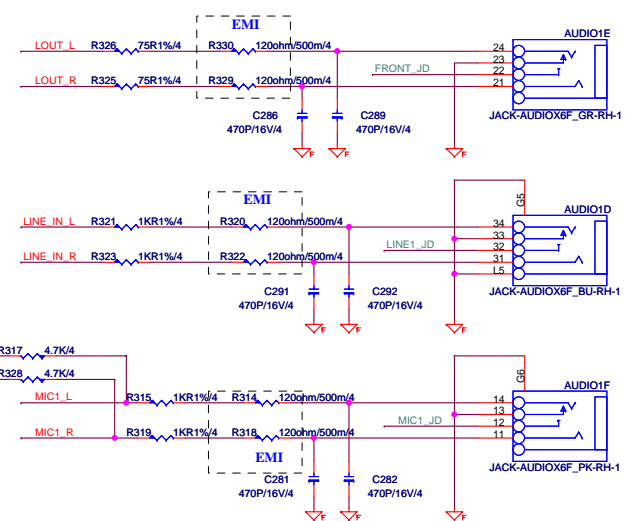 EMI
AUDIO1E
LOUT_L R326 75R1%/4 R330 120ohm/500m/4 24
23
FRONT_JD 22
LOUT_R R325 75R1%/4 R329 120ohm/500m/4 21
C286 C289
470P/16V/4 470P/16V/4
JACK-AUDIOX6F_GR-RH-1
F F F
EMI
G5
AUDIO1D
LINE_IN_L R321 1KR1%/4 R320 120ohm/500m/4 34
33
LINE1_JD 32
LINE_IN_R R323 1KR1%/4 R322 120ohm/500m/4 31
L5
C291 C292
470P/16V/4 470P/16V/4
JACK-AUDIOX6F_BU-RH-1
F F F
R317 4.7K/4
R328 4.7K/4
G6
AUDIO1F
MIC1_L R315 1KR1%/4 R314 120ohm/500m/4 14
13
MIC1_JD 12
MIC1_R R319 1KR1%/4 R318 120ohm/500m/4 11
EMI
C281 C282
470P/16V/4 470P/16V/4
JACK-AUDIOX6F_PK-RH-1
F F F